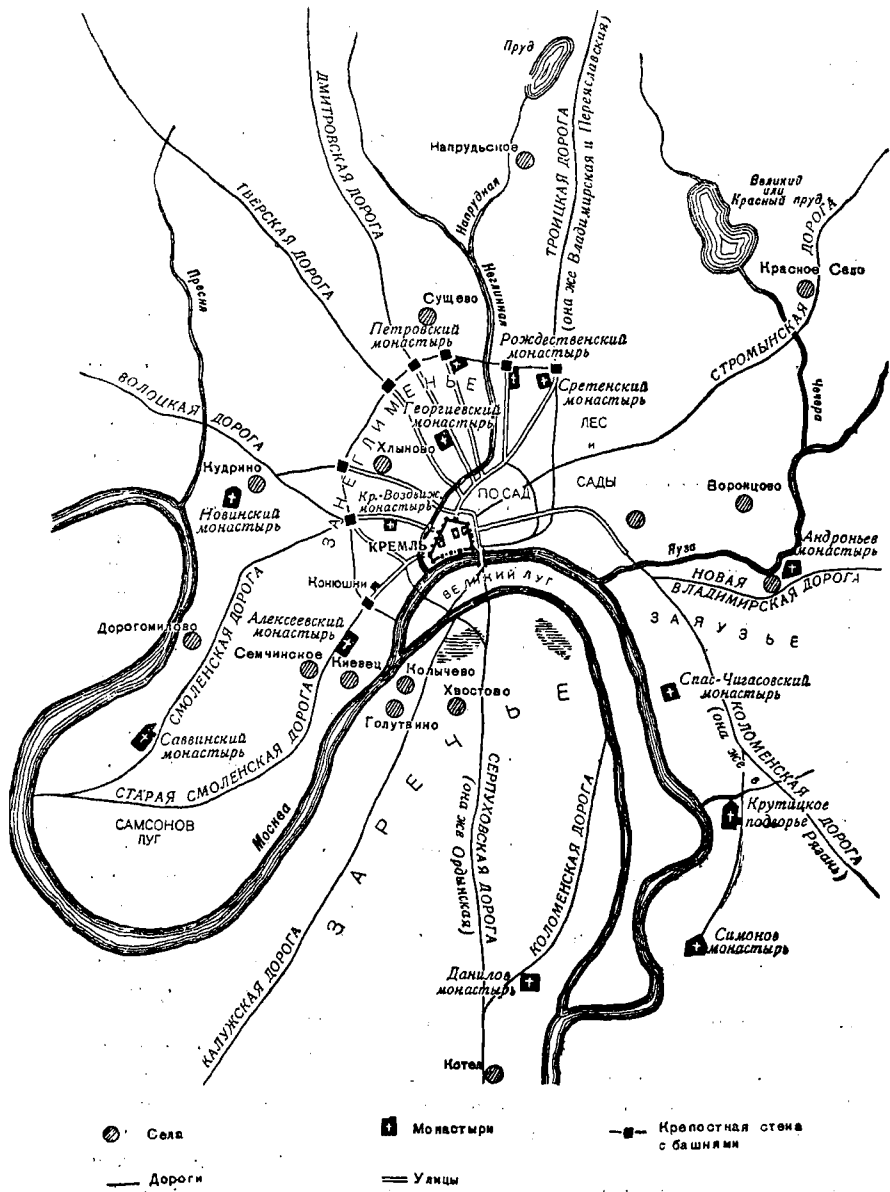 Пруд
Напрудьское
Напрудная
ДМИТРОВСКАЯ ДОРОГА
ТВЕРСКАЯ ДОРОГА
ТРОИЦКАЯ ДОРОГА
(она же Владимирская и Переяславская)
Великий
или
Красный пруд
ДОРОГА
Красное Село
СТРОМЫНСКАЯ
Чечера
Пресня
Неглинная
Сущево
Петровский
монастырь
Рождественский
монастырь
Сретенский
монастырь
ЗАНЕГЛИМЕНЬЕ
Георгиевский
монастырь
ЛЕС
и
САДЫ
ВОЛОЦКАЯ ДОРОГА
Хлыново
Кудрино
Новинский
монастырь
Кр.-Воздвиж.
монастырь
ПОСАД
Воронцово
КРЕМЛЬ
Яуза
Андроньев
монастырь
НОВАЯ
ВЛАДИМИРСКАЯ ДОРОГА
ВЕЛИКИЙ ЛУГ
ЗАЯУЗЬЕ
Конюшни
Алексеевский
монастырь
Дорогомилово
Семчинское
Киевец
Колычево
Хвостово
Голутвино
СМОЛЕНСКАЯ ДОРОГА
Саввинский
монастырь
СТАРАЯ СМОЛЕНСКАЯ ДОРОГА
САМСОНОВ
ЛУГ
Москва
ЗАРЕЧЬЕ
Спас-Чигасовский
монастырь
КОЛОМЕНСКАЯ ДОРОГА
(она же в Рязань)
Крутицкое
подворье
Симонов
монастырь
СЕРПУХОВСКАЯ ДОРОГА
(она же Ордынская)
КОЛОМЕНСКАЯ ДОРОГА
КАЛУЖСКАЯ ДОРОГА
Данилов
монастырь
Котел
Села
Монастыри
Крепостная стена
с башнями
Дороги
Улицы